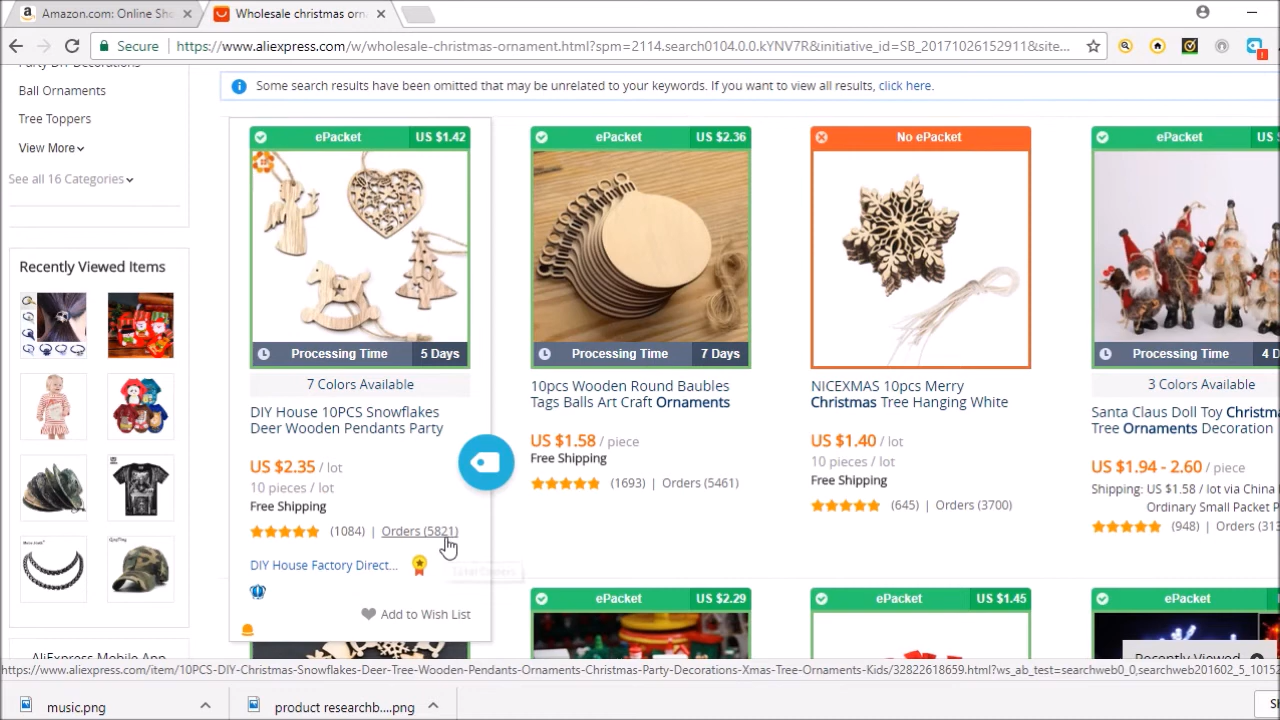 Amazon.com: Online Sho
Wholesale christmas orn
Secure
https://www.aliexpress.com/w/wholesale-christmas-ornament.html?spm=2114.search0104.0.0.kYNV7R&initiative_id=SB_20171026152911&site...
Party DIY Decorations
Ball Ornaments
Tree Toppers
View More
See all 16 Categories
Recently Viewed Items
AliExpress Mobile App
Some search results have been omitted that may be unrelated to your keywords. If you want to view all results, click here.
ePacket US $1.42
Processing Time 5 Days
7 Colors Available
DIY House 10PCS Snowflakes
Deer Wooden Pendants Party
US $2.35 / lot
10 pieces / lot
Free Shipping
(1084) | Orders (5821)
DIY House Factory Direct...
Add to Wish List
ePacket US $2.36
Processing Time 7 Days
10pcs Wooden Round Baubles
Tags Balls Art Craft Ornaments
US $1.58 / piece
Free Shipping
(1693) | Orders (5461)
No ePacket
NICEXMAS 10pcs Merry
Christmas Tree Hanging White
US $1.40 / lot
10 pieces / lot
Free Shipping
(645) | Orders (3700)
ePacket US $
Processing Time 4 D
3 Colors Available
Santa Claus Doll Toy Christm
Tree Ornaments Decoration
US $1.94 - 2.60 / piece
Shipping: US $1.58 / lot via China
Ordinary Small Packet P
(948) | Orders (313
ePacket US $2.29
ePacket US $1.45
ePacket
Recently Viewed
https://www.aliexpress.com/item/10PCS-DIY-Christmas-Snowflakes-Deer-Tree-Wooden-Pendants-Ornaments-Christmas-Party-Decorations-Xmas-Tree-Ornaments-Kids/32822618659.html?ws_ab_test=searchweb0_0,searchweb201602_5_10152
music.png
product researchb....png